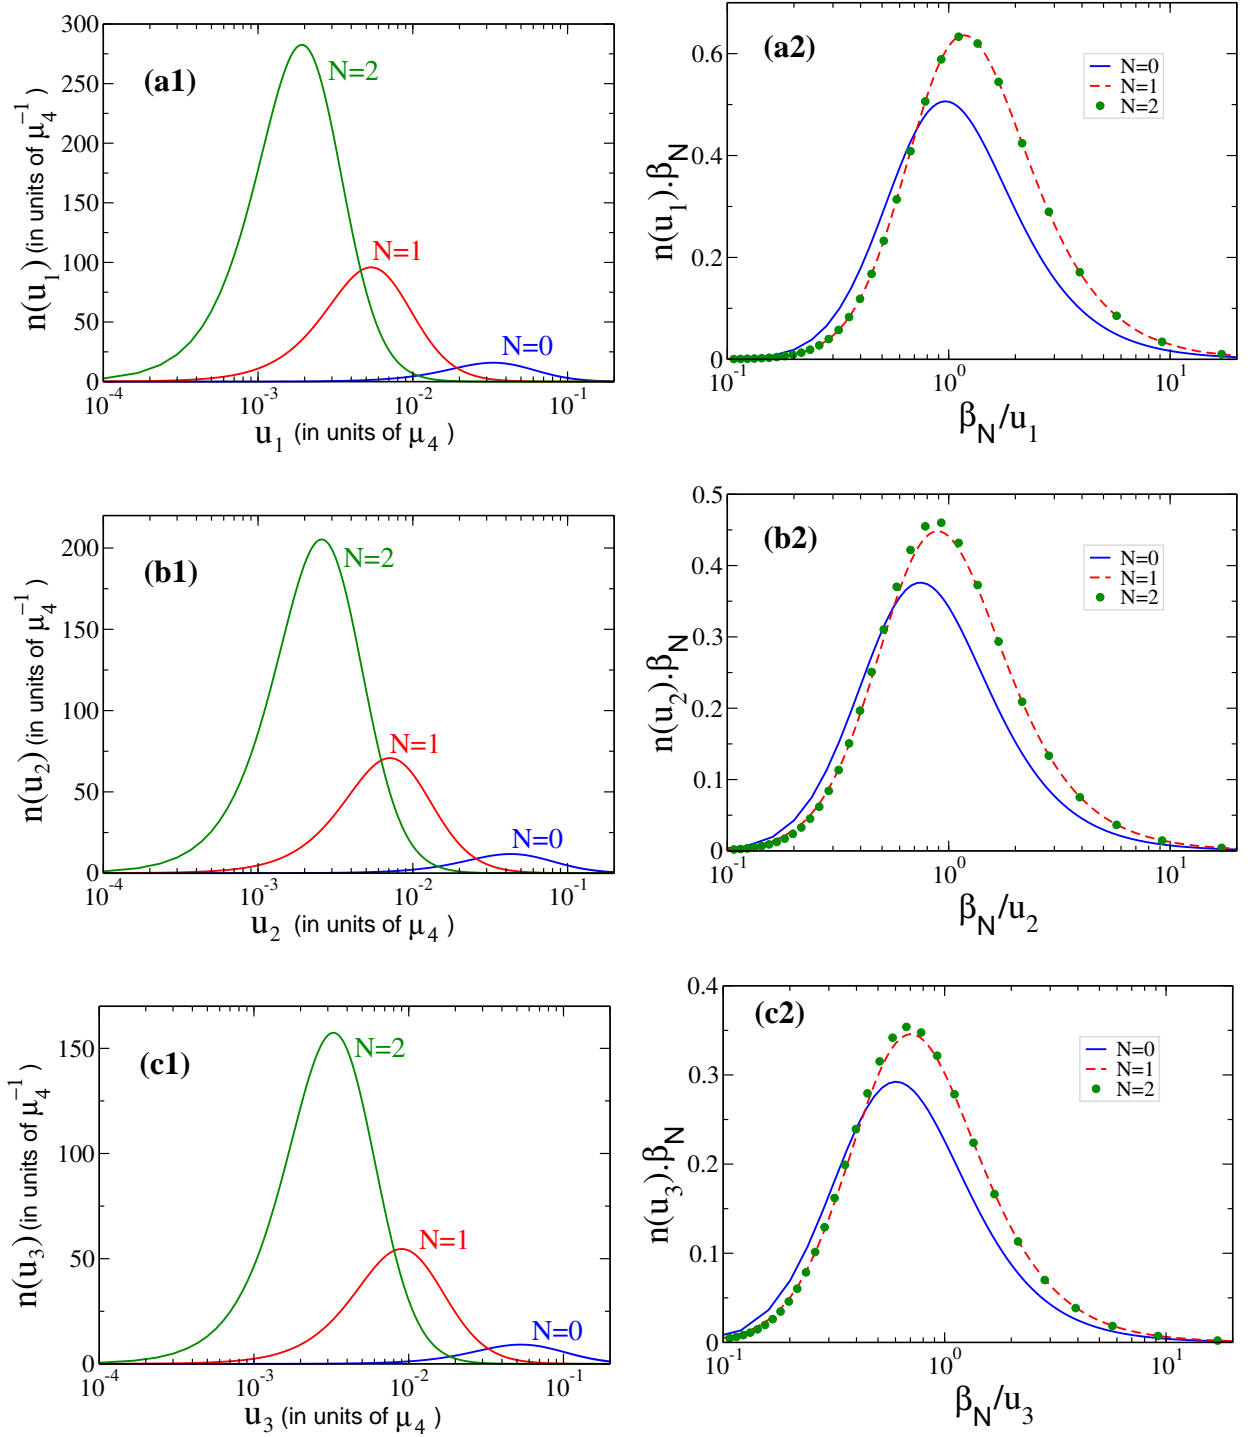 (a1)
n(u1) (in units of μ4^-1)
300
250
200
150
100
50
0
N=2
N=1
N=0
10^-4
10^-3
10^-2
10^-1
u1 (in units of μ4 )
(a2)
n(u1).βN
0.6
0.4
0.2
0
N=0
N=1
N=2
10^-1
10^0
10^1
βN/u1
(b1)
n(u2) (in units of μ4^-1)
200
150
100
50
0
N=2
N=1
N=0
10^-4
10^-3
10^-2
10^-1
u2 (in units of μ4 )
(b2)
n(u2).βN
0.5
0.4
0.3
0.2
0.1
0
N=0
N=1
N=2
10^-1
10^0
10^1
βN/u2
(c1)
n(u3) (in units of μ4^-1)
150
100
50
0
N=2
N=1
N=0
10^-4
10^-3
10^-2
10^-1
u3 (in units of μ4 )
(c2)
n(u3).βN
0.4
0.3
0.2
0.1
0
N=0
N=1
N=2
10^-1
10^0
10^1
βN/u3